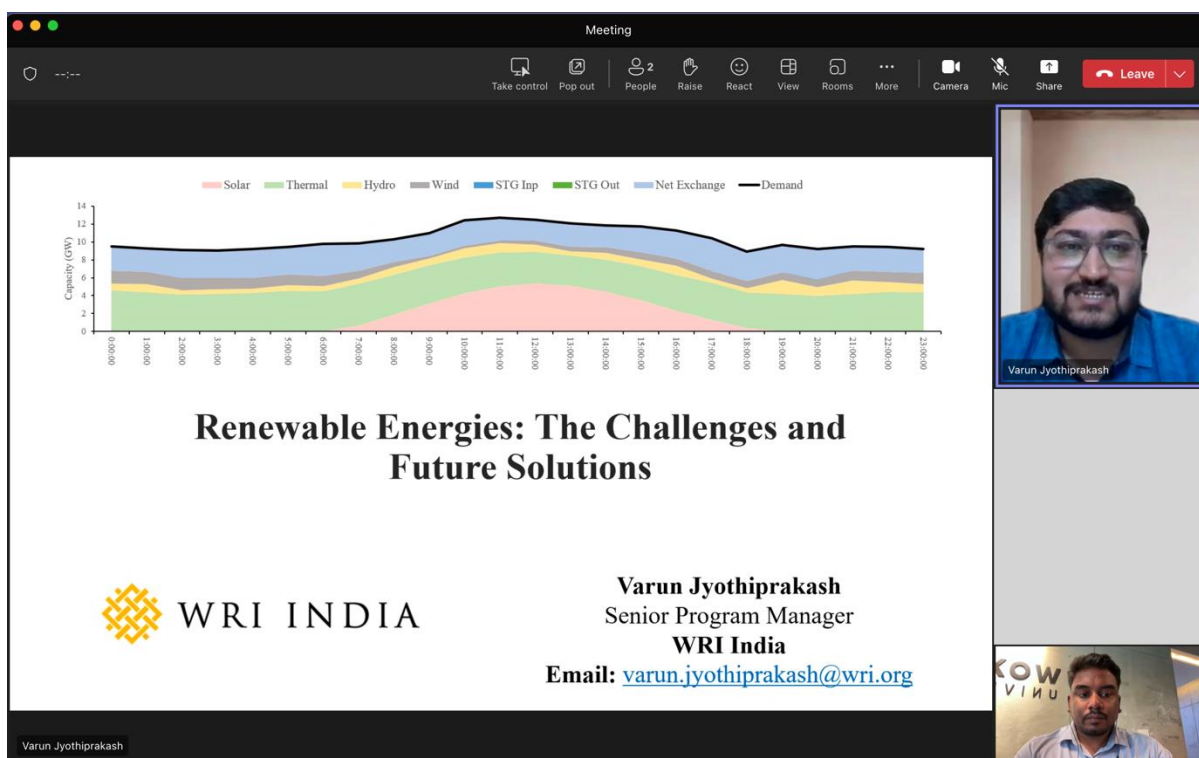 Meeting
--:--
Take control
Pop out
2
People
Raise
React
View
Rooms
More
Camera
Mic
Share
Leave
Solar Thermal Hydro Wind STG Inp STG Out Net Exchange Demand
Capacity (GW)
14
12
10
8
6
4
2
0
0:00:00 1:00:00 2:00:00 3:00:00 4:00:00 5:00:00 6:00:00 7:00:00 8:00:00 9:00:00 10:00:00 11:00:00 12:00:00 13:00:00 14:00:00 15:00:00 16:00:00 17:00:00 18:00:00 19:00:00 20:00:00 21:00:00 22:00:00 23:00:00
Renewable Energies: The Challenges and
Future Solutions
WRI INDIA
Varun Jyothiprakash
Senior Program Manager
WRI India
Email: varun.jyothiprakash@wri.org
Varun Jyothiprakash
Varun Jyothiprakash
KOW
VINU